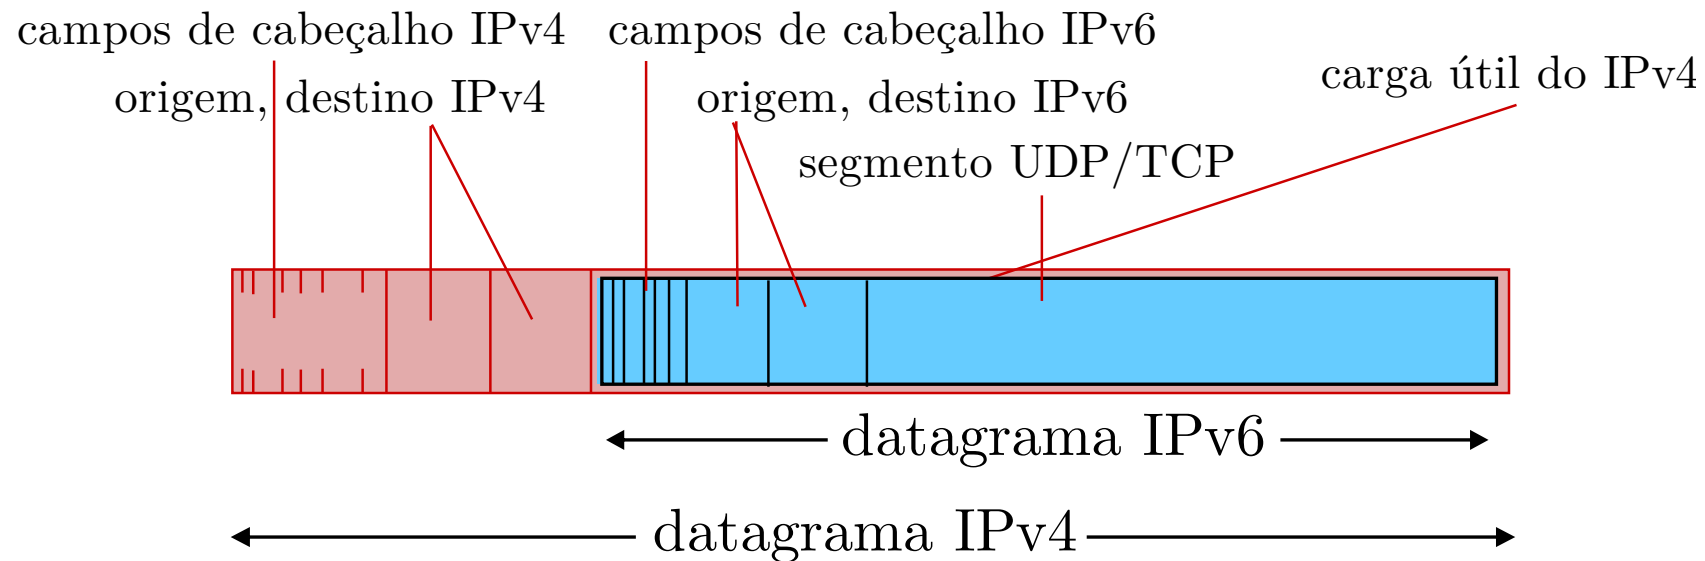 campos de cabeçalho IPv4
campos de cabeçalho IPv6
carga útil do IPv4
origem, destino IPv4
origem, destino IPv6
segmento UDP/TCP
datagrama IPv6
datagrama IPv4